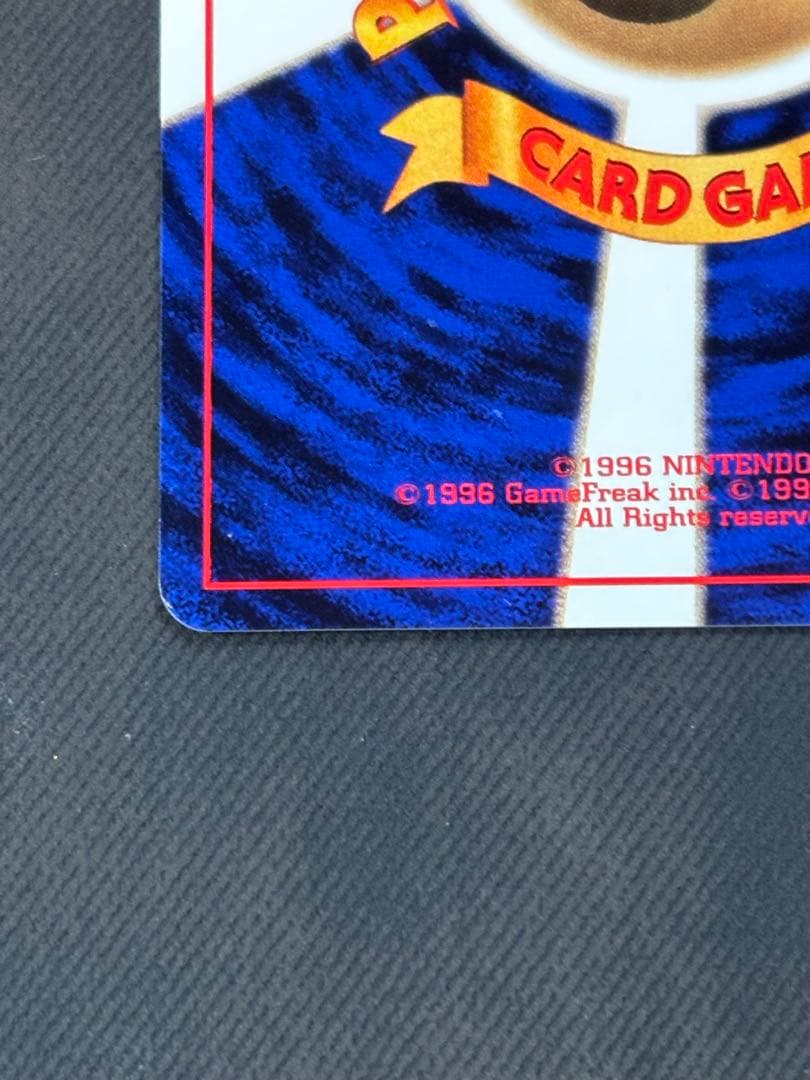 P
CARD GA
©1996 NINTENDO
©1996 GameFreak inc. ©199
All Rights reserv